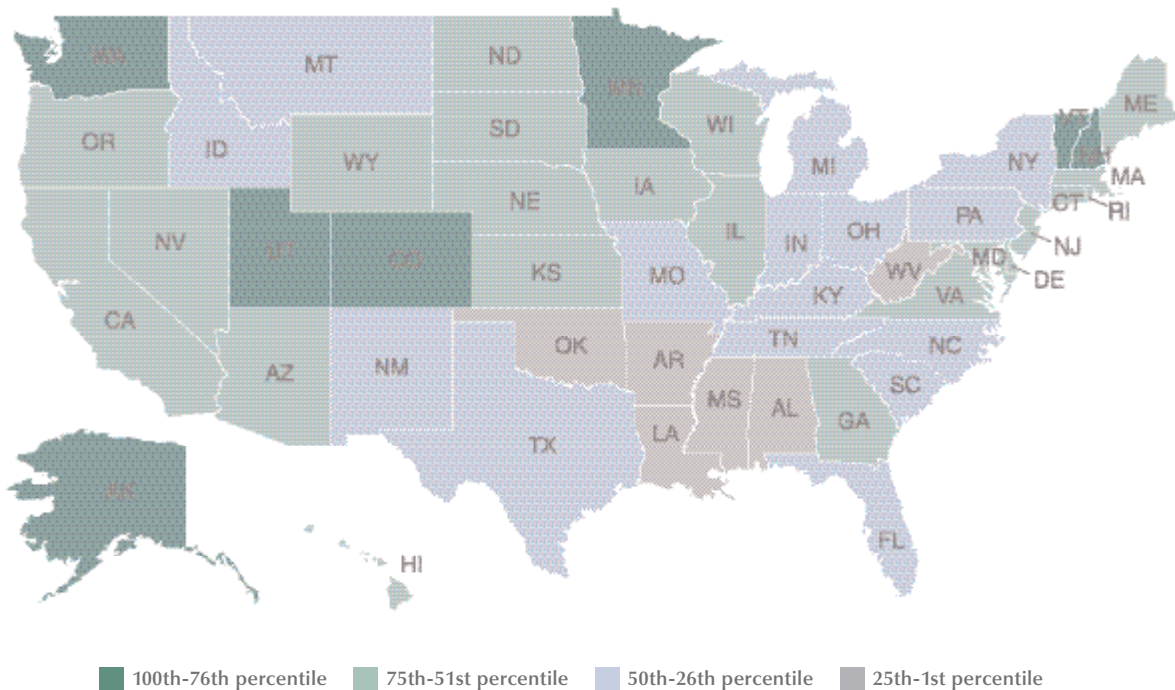 WA
MT
ND
MN
ME
VT
NH
OR
ID
SD
WI
WY
MI
NY
MA
IA
NE
CT
RI
PA
NV
UT
CO
IL
IN
OH
NJ
KS
MO
WV
MD
DE
KY
VA
CA
TN
NC
AZ
NM
OK
AR
SC
MS
AL
GA
LA
TX
AK
FL
HI
100th-76th percentile
75th-51st percentile
50th-26th percentile
25th-1st percentile